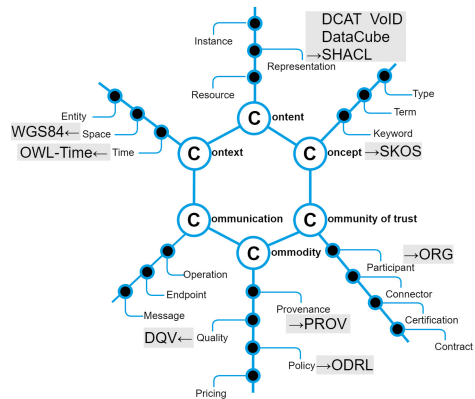 DCAT VoID
DataCube
→SHACL
Instance
Representation
Resource
Type
Term
Keyword
Entity
WGS84← Space
OWL-Time← Time
Content
Context
Concept →SKOS
Communication
Community of trust
Commodity
→ORG
Participant
Connector
Certification
Contract
Operation
Endpoint
Message
Provenance
→PROV
DQV← Quality
Policy →ODRL
Pricing